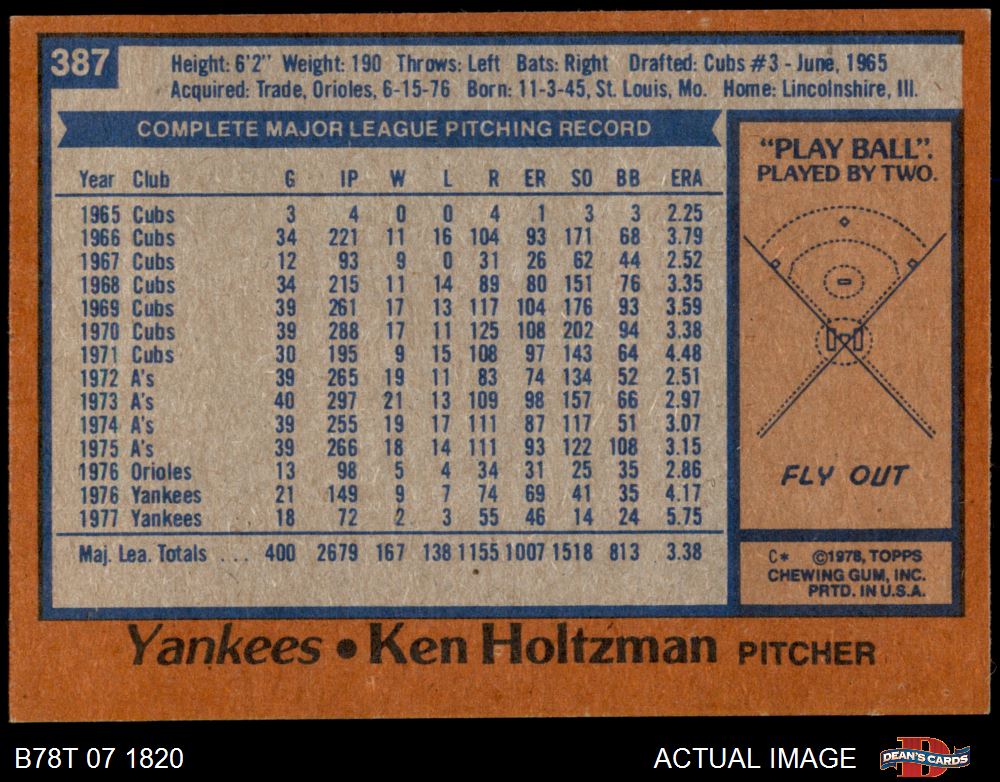 387
Height: 6'2" Weight: 190 Throws: Left Bats: Right Drafted: Cubs #3 - June, 1965
Acquired: Trade, Orioles, 6-15-76 Born: 11-3-45, St. Louis, Mo. Home: Lincolnshire, Ill.
COMPLETE MAJOR LEAGUE PITCHING RECORD
Year Club G IP W L R ER SO BB ERA
1965 Cubs 3 4 0 0 4 1 3 3 2.25
1966 Cubs 34 221 11 16 104 93 171 68 3.79
1967 Cubs 12 93 9 0 31 26 62 44 2.52
1968 Cubs 34 215 11 14 89 80 151 76 3.35
1969 Cubs 39 261 17 13 117 104 176 93 3.59
1970 Cubs 39 288 17 11 125 108 202 94 3.38
1971 Cubs 30 195 9 15 108 97 143 64 4.48
1972 A's 39 265 19 11 83 74 134 52 2.51
1973 A's 40 297 21 13 109 98 157 66 2.97
1974 A's 39 255 19 17 111 87 117 51 3.07
1975 A's 39 266 18 14 111 93 122 108 3.15
1976 Orioles 13 98 5 4 34 31 25 35 2.86
1976 Yankees 21 149 9 7 74 69 41 35 4.17
1977 Yankees 18 72 2 3 55 46 14 24 5.75
Maj. Lea. Totals .... 400 2679 167 138 1155 1007 1518 813 3.38
"PLAY BALL".
PLAYED BY TWO.
FLY OUT
C* ©1978, TOPPS
CHEWING GUM, INC.
PRTD. IN U.S.A.
Yankees • Ken Holtzman PITCHER
B78T 07 1820
ACTUAL IMAGE
D
DEAN'S CARDS